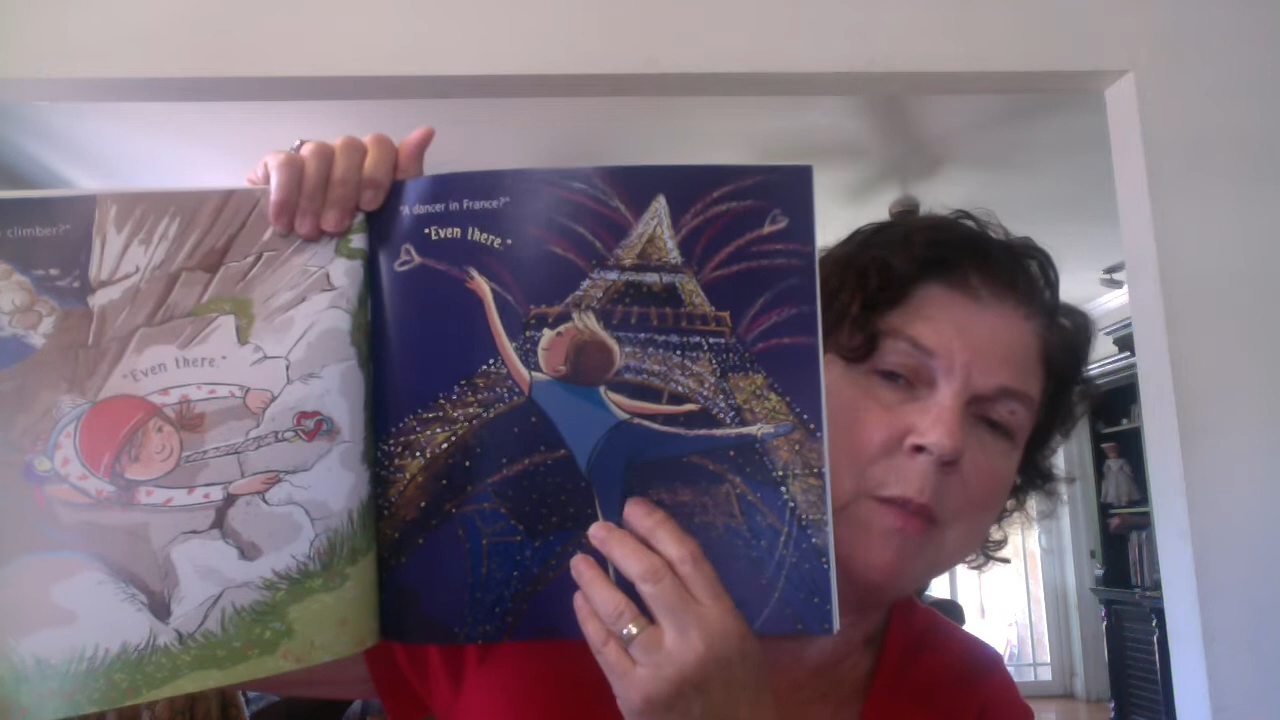 climber?"
"Even there."
"A dancer in France?"
"Even there."